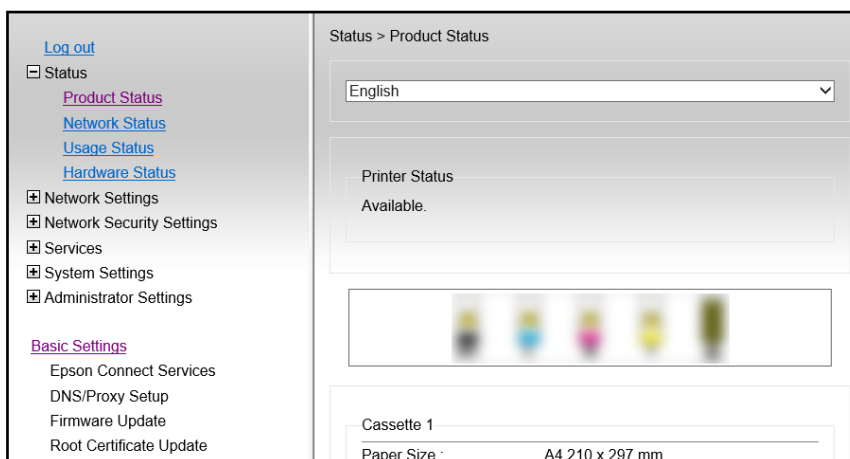 Log out
Status
Product Status
Network Status
Usage Status
Hardware Status
Network Settings
Network Security Settings
Services
System Settings
Administrator Settings
Basic Settings
Epson Connect Services
DNS/Proxy Setup
Firmware Update
Root Certificate Update
Status > Product Status
English
Printer Status
Available.
Cassette 1
Paper Size : A4 210 x 297 mm